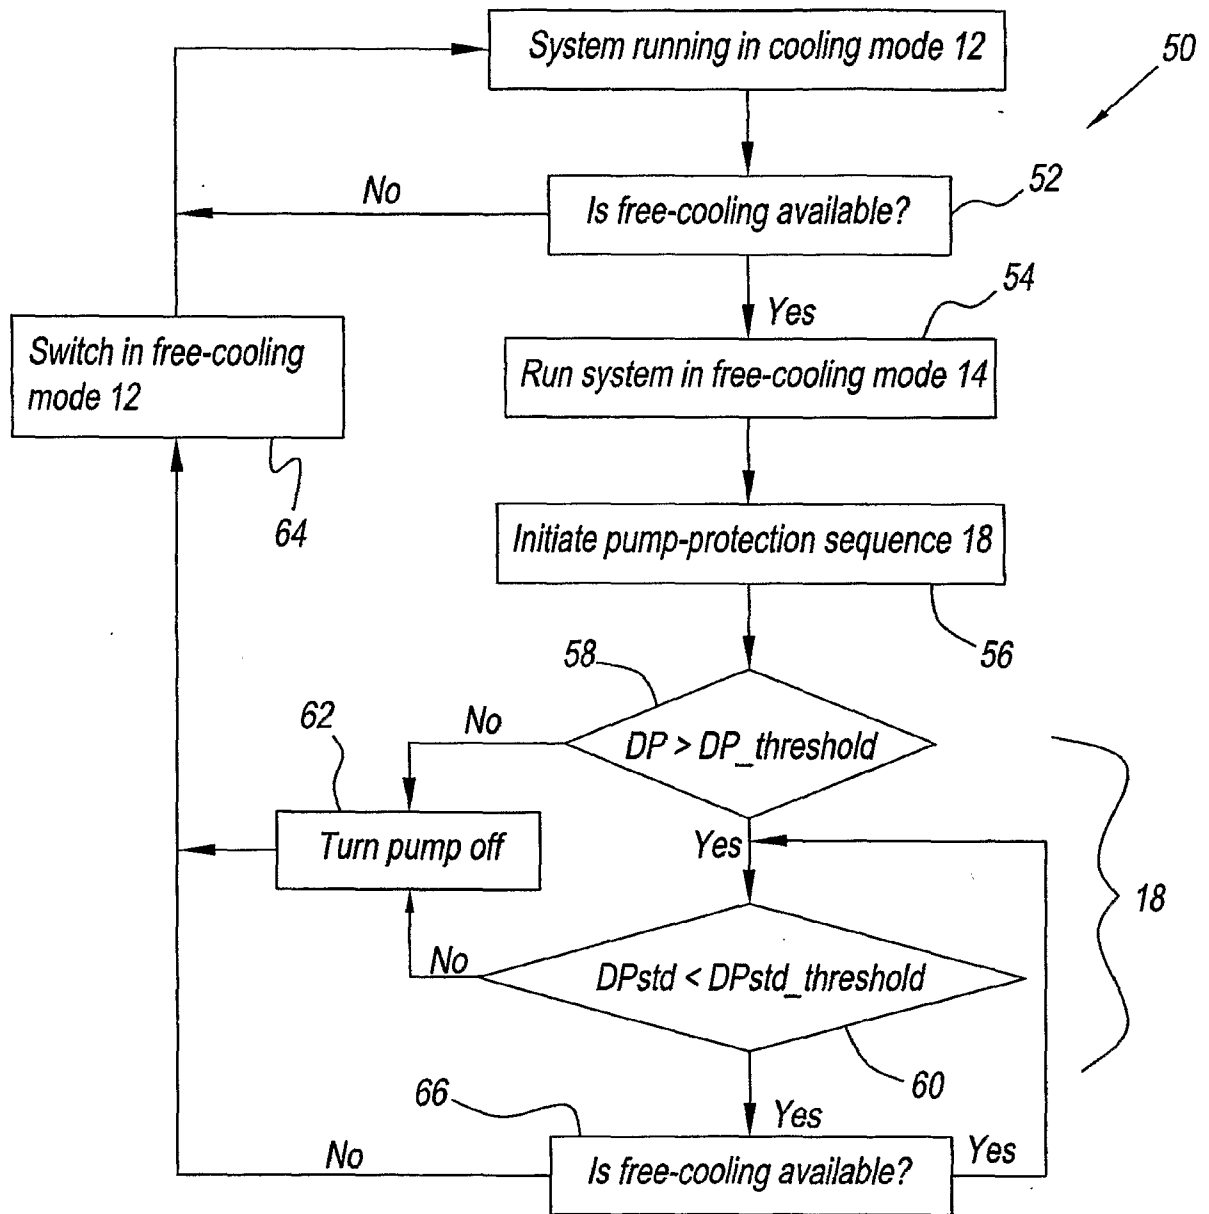 System running in cooling mode 12
50
No
Is free-cooling available?
52
Yes
54
Switch in free-cooling
mode 12
Run system in free-cooling mode 14
64
Initiate pump-protection sequence 18
56
58
62
No
DP > DP_threshold
Turn pump off
Yes
18
No
DPstd < DPstd_threshold
60
66
Yes
No
Is free-cooling available?
Yes